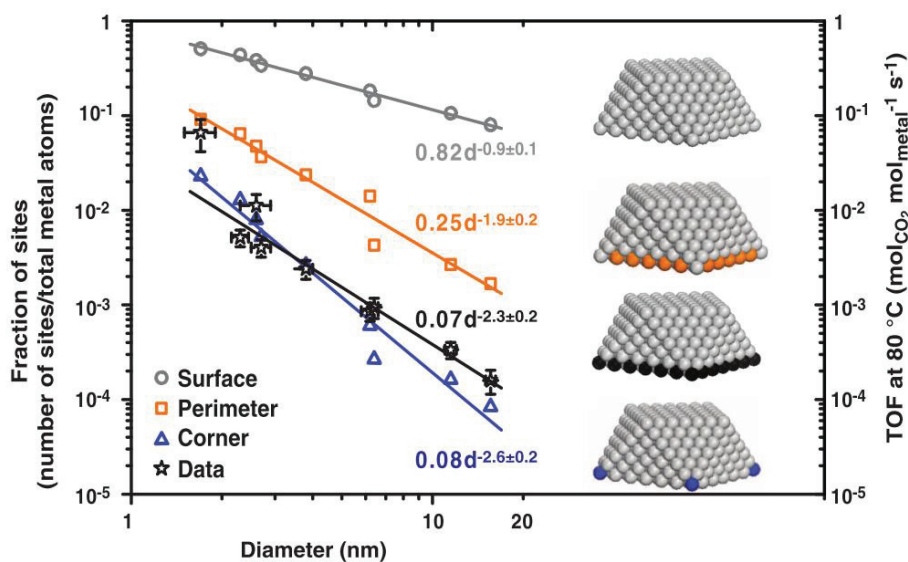 Fraction of sites
(number of sites/total metal atoms)
1
10-1
10-2
10-3
10-4
10-5
0.82d-0.9±0.1
0.25d-1.9±0.2
0.07d-2.3±0.2
0.08d-2.6±0.2
Surface
Perimeter
Corner
Data
1
10
20
Diameter (nm)
1
10-1
10-2
10-3
10-4
10-5
TOF at 80 °C (molCO2 molmetal-1 s-1)